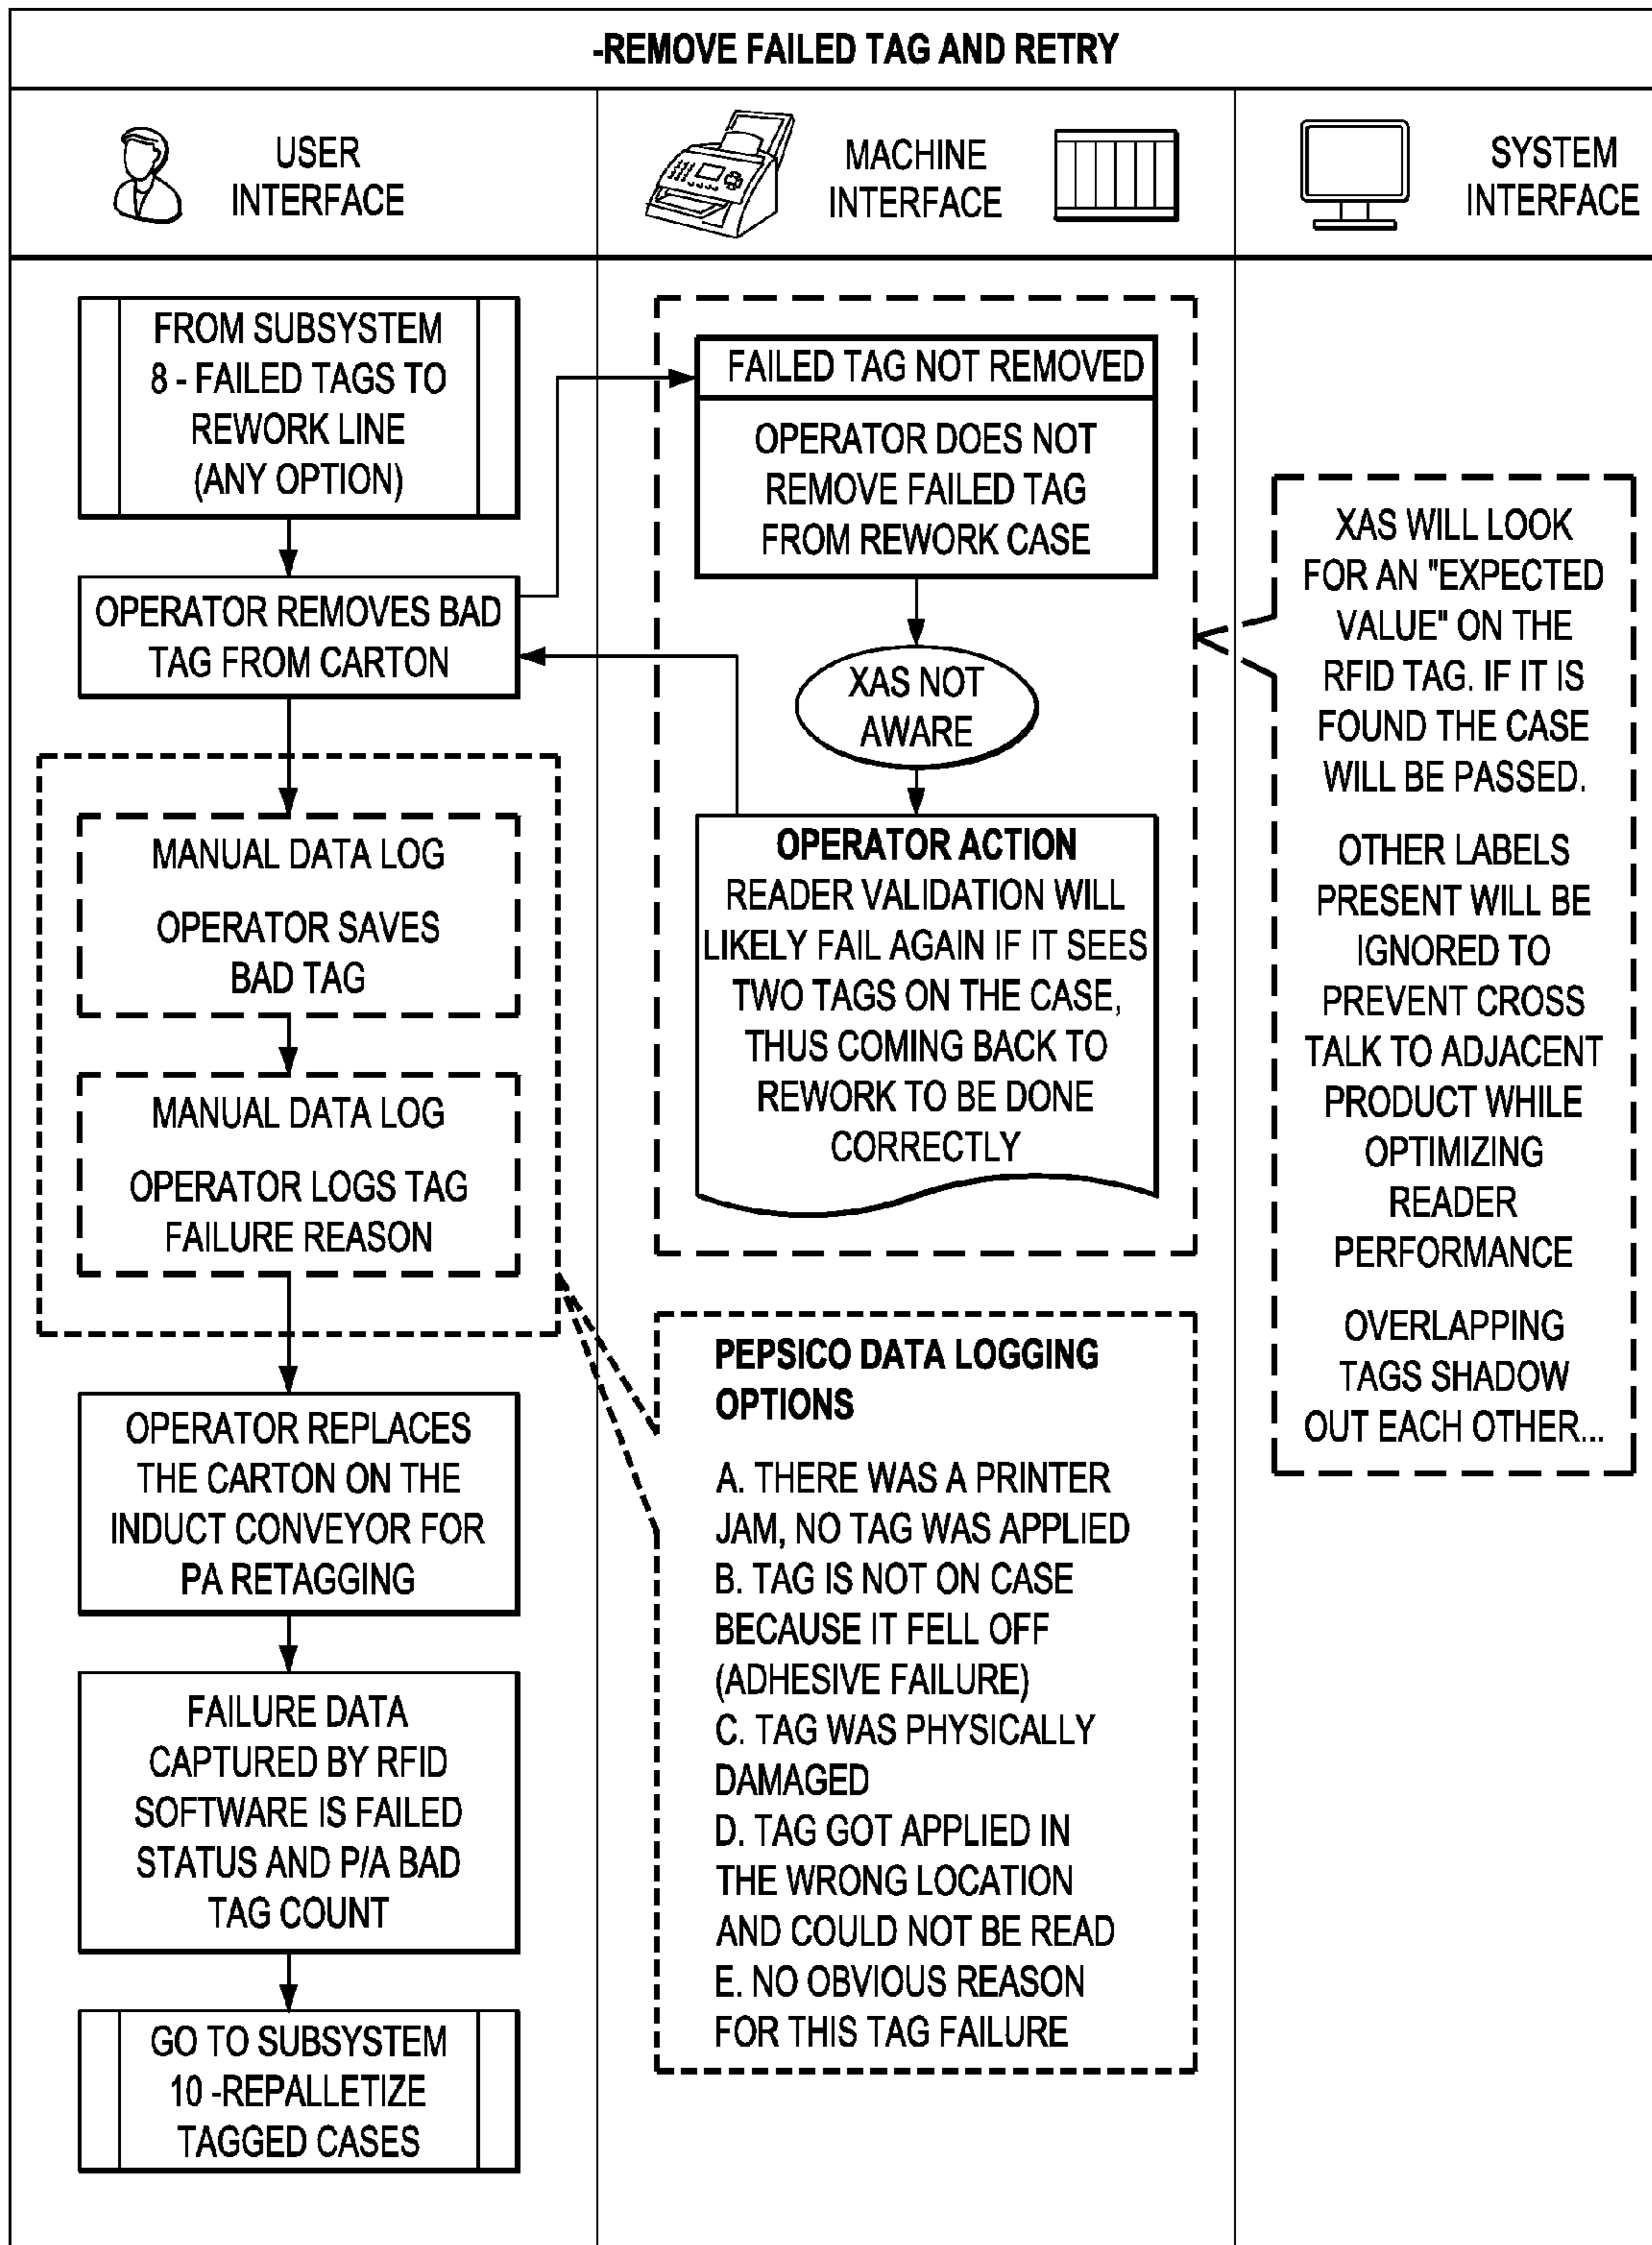 -REMOVE FAILED TAG AND RETRY
USER
INTERFACE
MACHINE
INTERFACE
SYSTEM
INTERFACE
FROM SUBSYSTEM
8 - FAILED TAGS TO
REWORK LINE
(ANY OPTION)
OPERATOR REMOVES BAD
TAG FROM CARTON
MANUAL DATA LOG
OPERATOR SAVES
BAD TAG
MANUAL DATA LOG
OPERATOR LOGS TAG
FAILURE REASON
OPERATOR REPLACES
THE CARTON ON THE
INDUCT CONVEYOR FOR
PA RETAGGING
FAILURE DATA
CAPTURED BY RFID
SOFTWARE IS FAILED
STATUS AND P/A BAD
TAG COUNT
GO TO SUBSYSTEM
10 -REPALLETIZE
TAGGED CASES
FAILED TAG NOT REMOVED
OPERATOR DOES NOT
REMOVE FAILED TAG
FROM REWORK CASE
XAS NOT
AWARE
OPERATOR ACTION
READER VALIDATION WILL
LIKELY FAIL AGAIN IF IT SEES
TWO TAGS ON THE CASE,
THUS COMING BACK TO
REWORK TO BE DONE
CORRECTLY
PEPSICO DATA LOGGING
OPTIONS
A. THERE WAS A PRINTER
JAM, NO TAG WAS APPLIED
B. TAG IS NOT ON CASE
BECAUSE IT FELL OFF
(ADHESIVE FAILURE)
C. TAG WAS PHYSICALLY
DAMAGED
D. TAG GOT APPLIED IN
THE WRONG LOCATION
AND COULD NOT BE READ
E. NO OBVIOUS REASON
FOR THIS TAG FAILURE
XAS WILL LOOK
FOR AN "EXPECTED
VALUE" ON THE
RFID TAG. IF IT IS
FOUND THE CASE
WILL BE PASSED.
OTHER LABELS
PRESENT WILL BE
IGNORED TO
PREVENT CROSS
TALK TO ADJACENT
PRODUCT WHILE
OPTIMIZING
READER
PERFORMANCE
OVERLAPPING
TAGS SHADOW
OUT EACH OTHER...